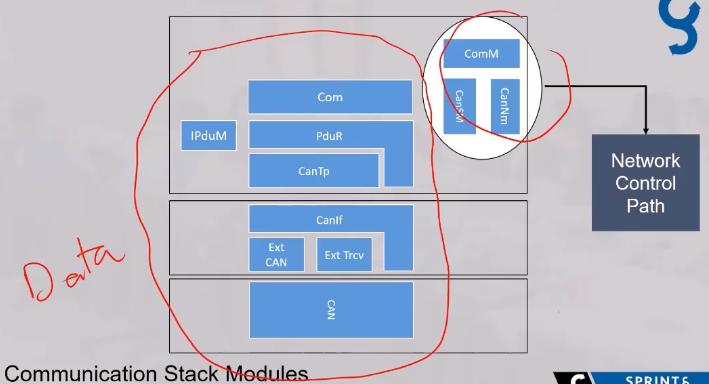 ComM
CanSM
CanNm
Com
IPduM
PduR
CanTp
Network
Control
Path
CanIf
Ext
CAN
Ext Trcv
Data
CAN
Communication Stack Modules
SPRINTS